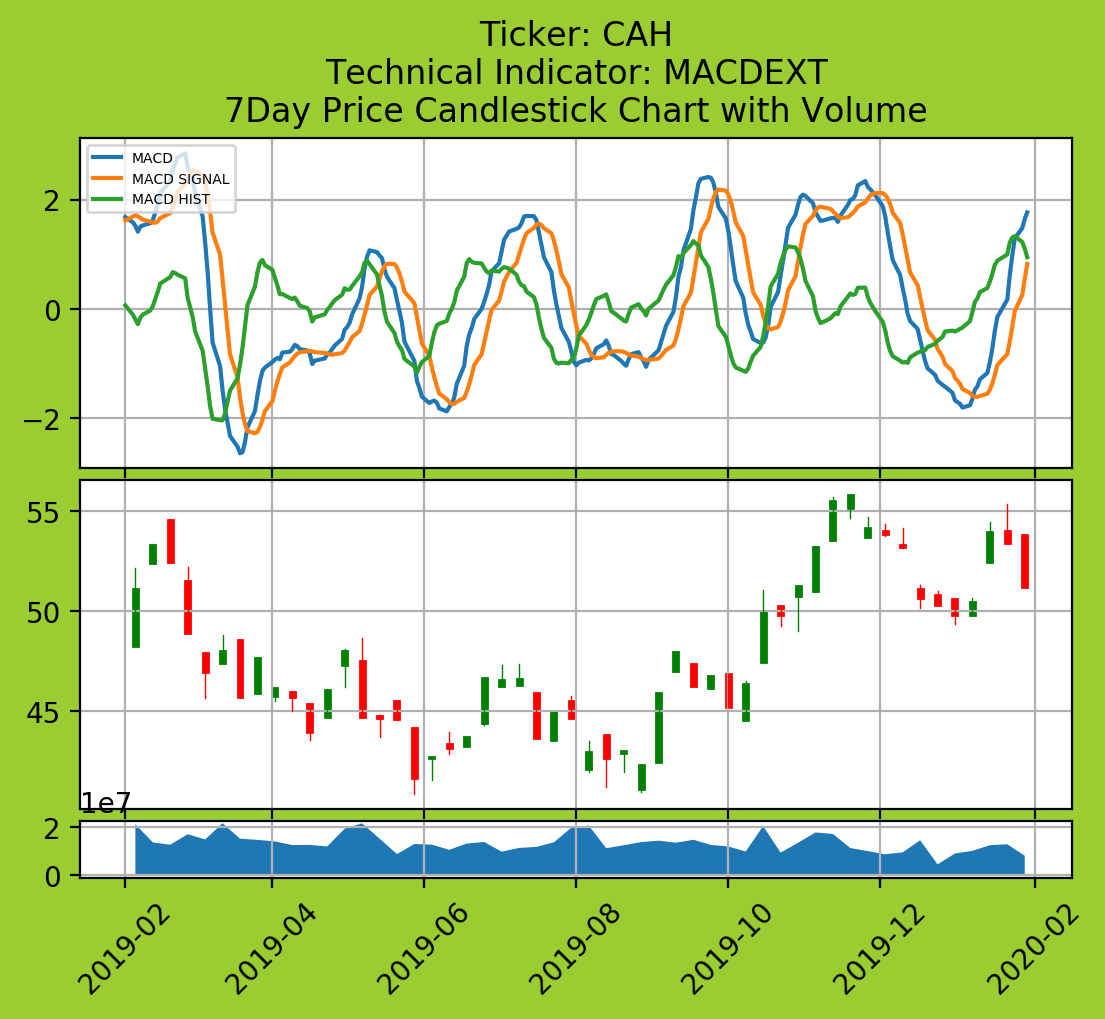 Ticker: CAH
Technical Indicator: MACDEXT
7Day Price Candlestick Chart with Volume
MACD
MACD SIGNAL
MACD HIST
2
0
−2
55
50
45
1e7
2
0
2019-02
2019-04
2019-06
2019-08
2019-10
2019-12
2020-02